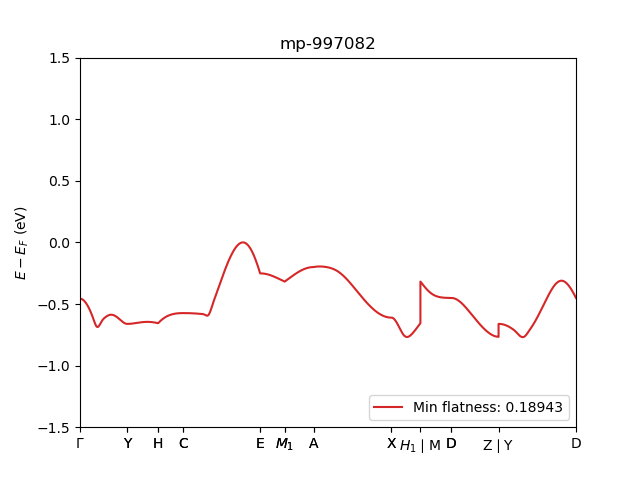 mp-997082
1.5
1.0
0.5
0.0
−0.5
−1.0
−1.5
E − E_F (eV)
Min flatness: 0.18943
Γ Y H C E M_1 A X H_1 | M D Z | Y D